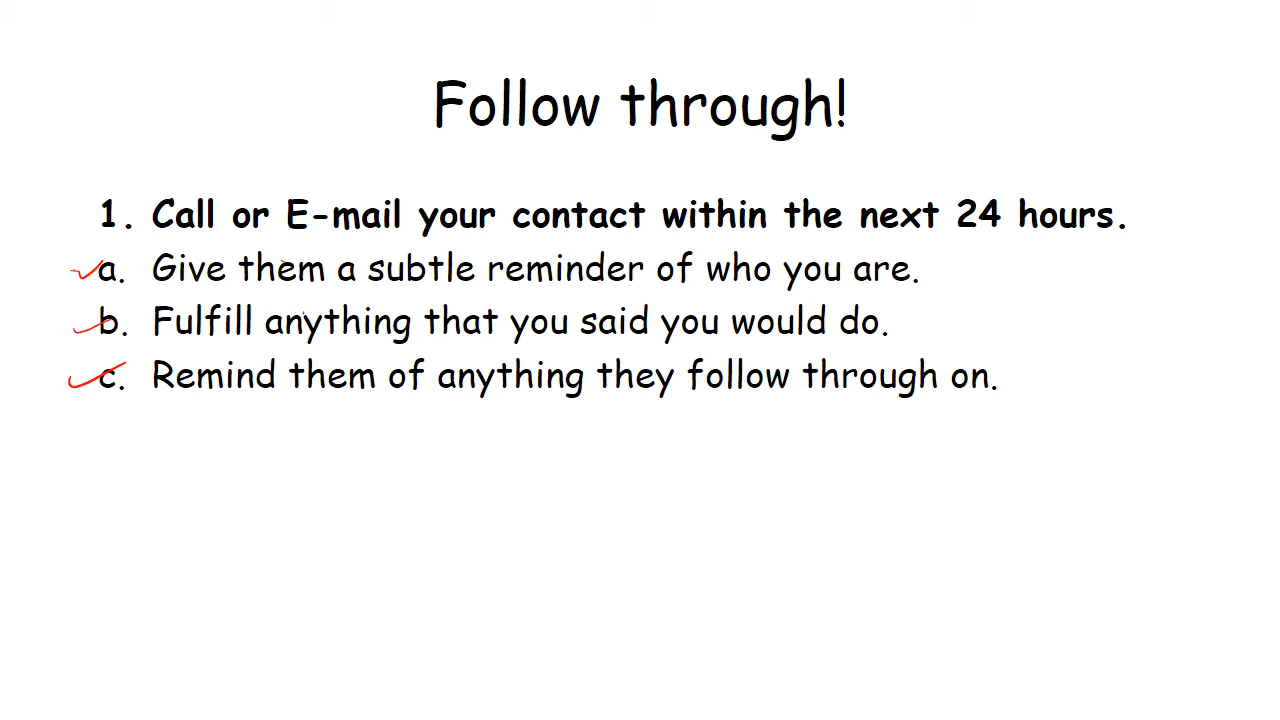 Follow through!
1. Call or E-mail your contact within the next 24 hours.
a. Give them a subtle reminder of who you are.
b. Fulfill anything that you said you would do.
c. Remind them of anything they follow through on.